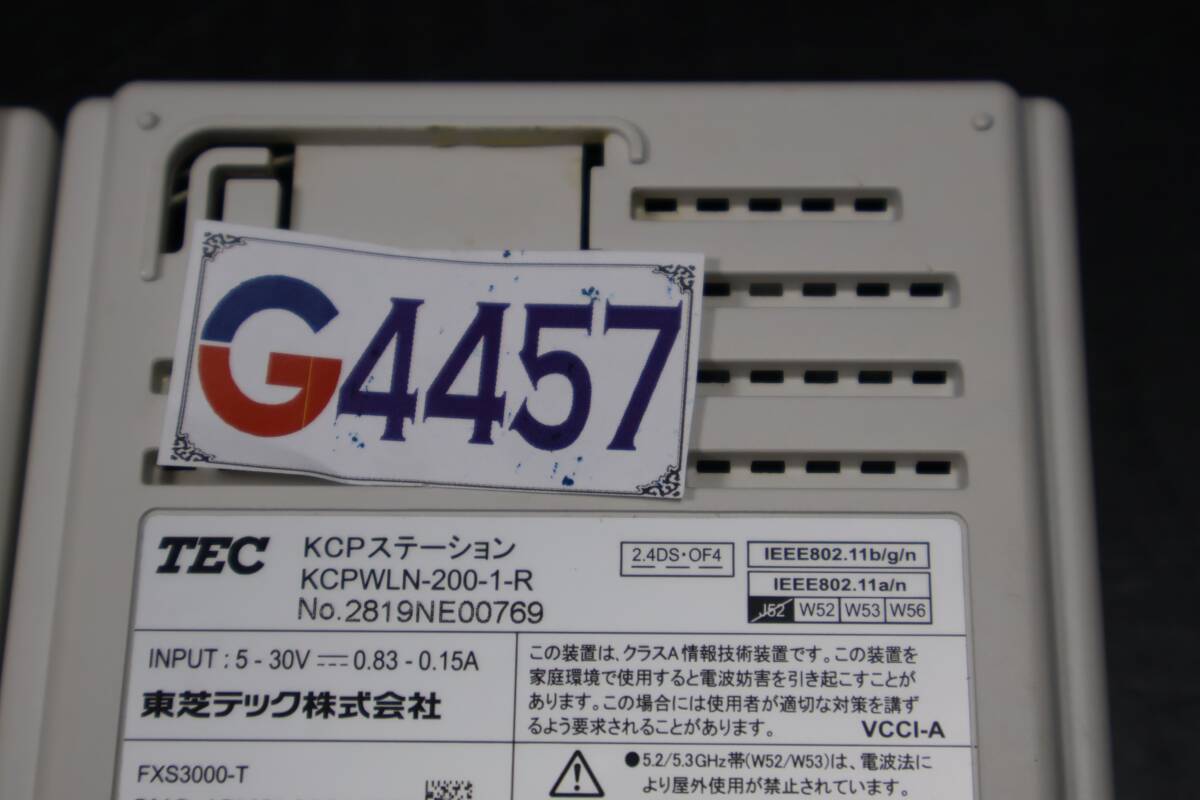 G4457
TEC
KCPステーション
KCPWLN-200-1-R
No.2819NE00769
2.4DS・OF4
IEEE802.11b/g/n
IEEE802.11a/n
J52 W52 W53 W56
INPUT : 5 - 30V ⎓ 0.83 - 0.15A
東芝テック株式会社
この装置は、クラスA情報技術装置です。この装置を
家庭環境で使用すると電波妨害を引き起こすことが
あります。この場合には使用者が適切な対策を講ず
るよう要求されることがあります。
VCCI-A
FXS3000-T
●5.2/5.3GHz帯(W52/W53)は、電波法に
より屋外使用が禁止されています。